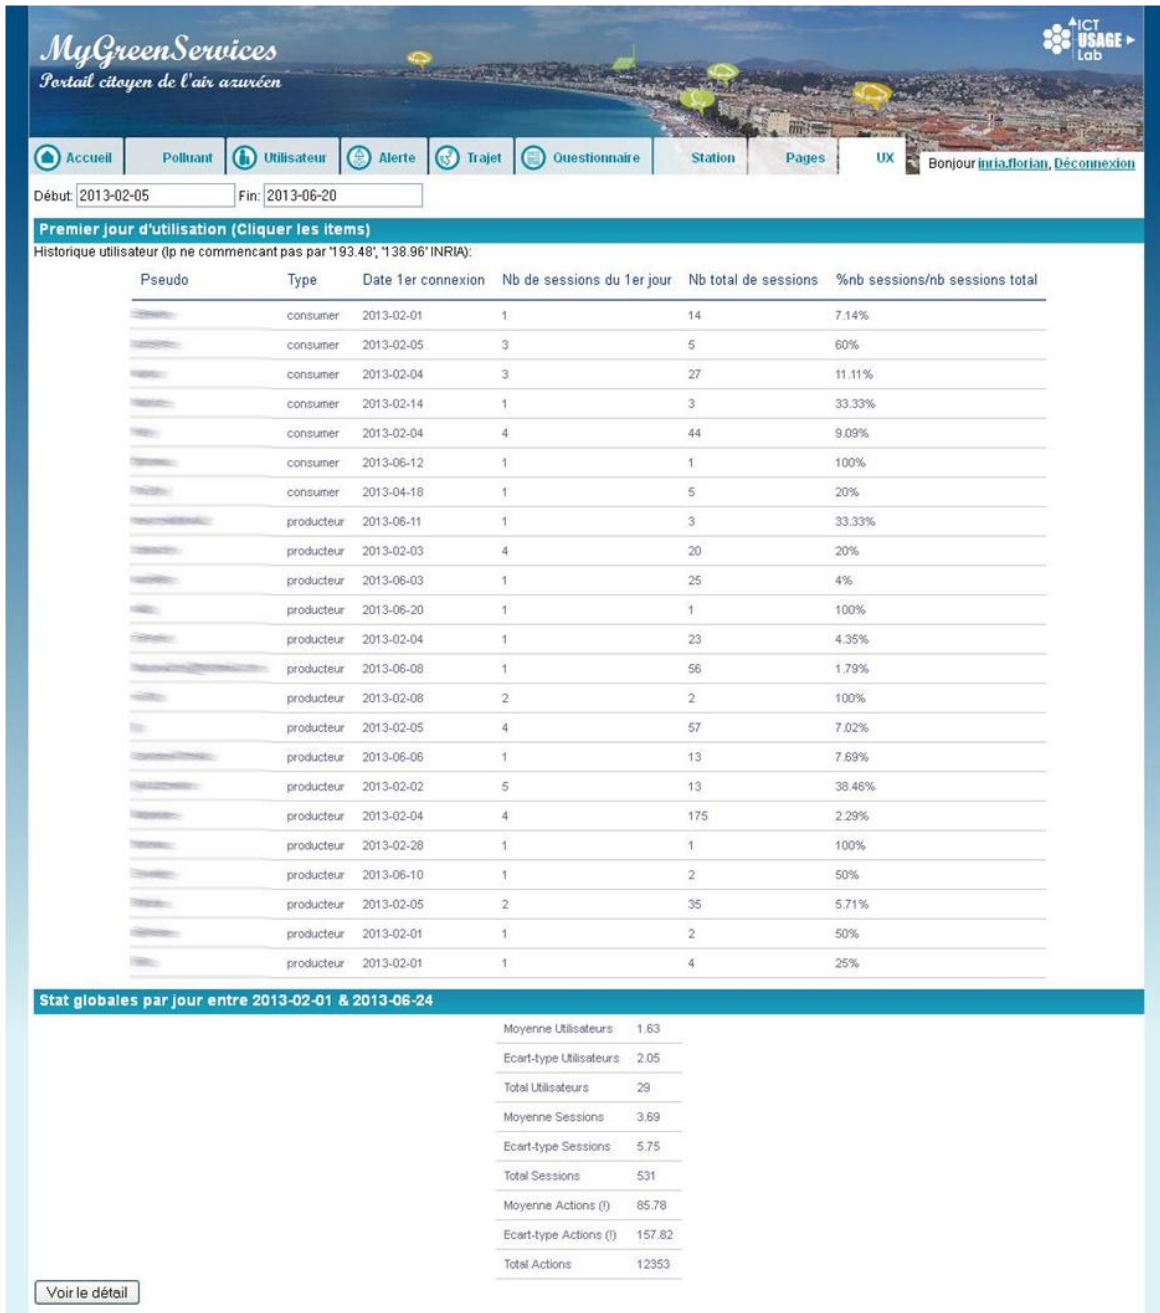 MyGreenServices
Portail citoyen de l'air azuréen
ICT
USAGE
Lab
Accueil Polluant Utilisateur Alerte Trajet Questionnaire Station Pages UX Bonjour inria.florian, Déconnexion
Début: 2013-02-05 Fin: 2013-06-20
Premier jour d'utilisation (Cliquer les items)
Historique utilisateur (Ip ne commencant pas par '193.48', '138.96' INRIA):
Pseudo Type Date 1er connexion Nb de sessions du 1er jour Nb total de sessions %nb sessions/nb sessions total
consumer 2013-02-01 1 14 7.14%
consumer 2013-02-05 3 5 60%
consumer 2013-02-04 3 27 11.11%
consumer 2013-02-14 1 3 33.33%
consumer 2013-02-04 4 44 9.09%
consumer 2013-06-12 1 1 100%
consumer 2013-04-18 1 5 20%
producteur 2013-06-11 1 3 33.33%
producteur 2013-02-03 4 20 20%
producteur 2013-06-03 1 25 4%
producteur 2013-06-20 1 1 100%
producteur 2013-02-04 1 23 4.35%
producteur 2013-06-08 1 56 1.79%
producteur 2013-02-08 2 2 100%
producteur 2013-02-05 4 57 7.02%
producteur 2013-06-06 1 13 7.69%
producteur 2013-02-02 5 13 38.46%
producteur 2013-02-04 4 175 2.29%
producteur 2013-02-28 1 1 100%
producteur 2013-06-10 1 2 50%
producteur 2013-02-05 2 35 5.71%
producteur 2013-02-01 1 2 50%
producteur 2013-02-01 1 4 25%
Stat globales par jour entre 2013-02-01 & 2013-06-24
Moyenne Utilisateurs 1.63
Ecart-type Utilisateurs 2.05
Total Utilisateurs 29
Moyenne Sessions 3.69
Ecart-type Sessions 5.75
Total Sessions 531
Moyenne Actions (!) 85.78
Ecart-type Actions (!) 157.82
Total Actions 12353
Voir le détail